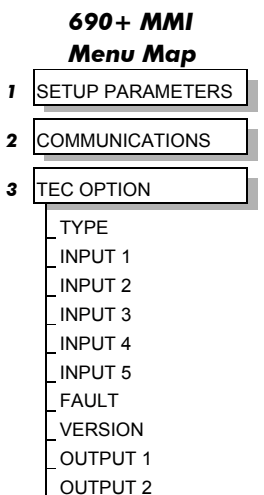 690+ MMI
Menu Map
1 SETUP PARAMETERS
2 COMMUNICATIONS
3 TEC OPTION
TYPE
INPUT 1
INPUT 2
INPUT 3
INPUT 4
INPUT 5
FAULT
VERSION
OUTPUT 1
OUTPUT 2